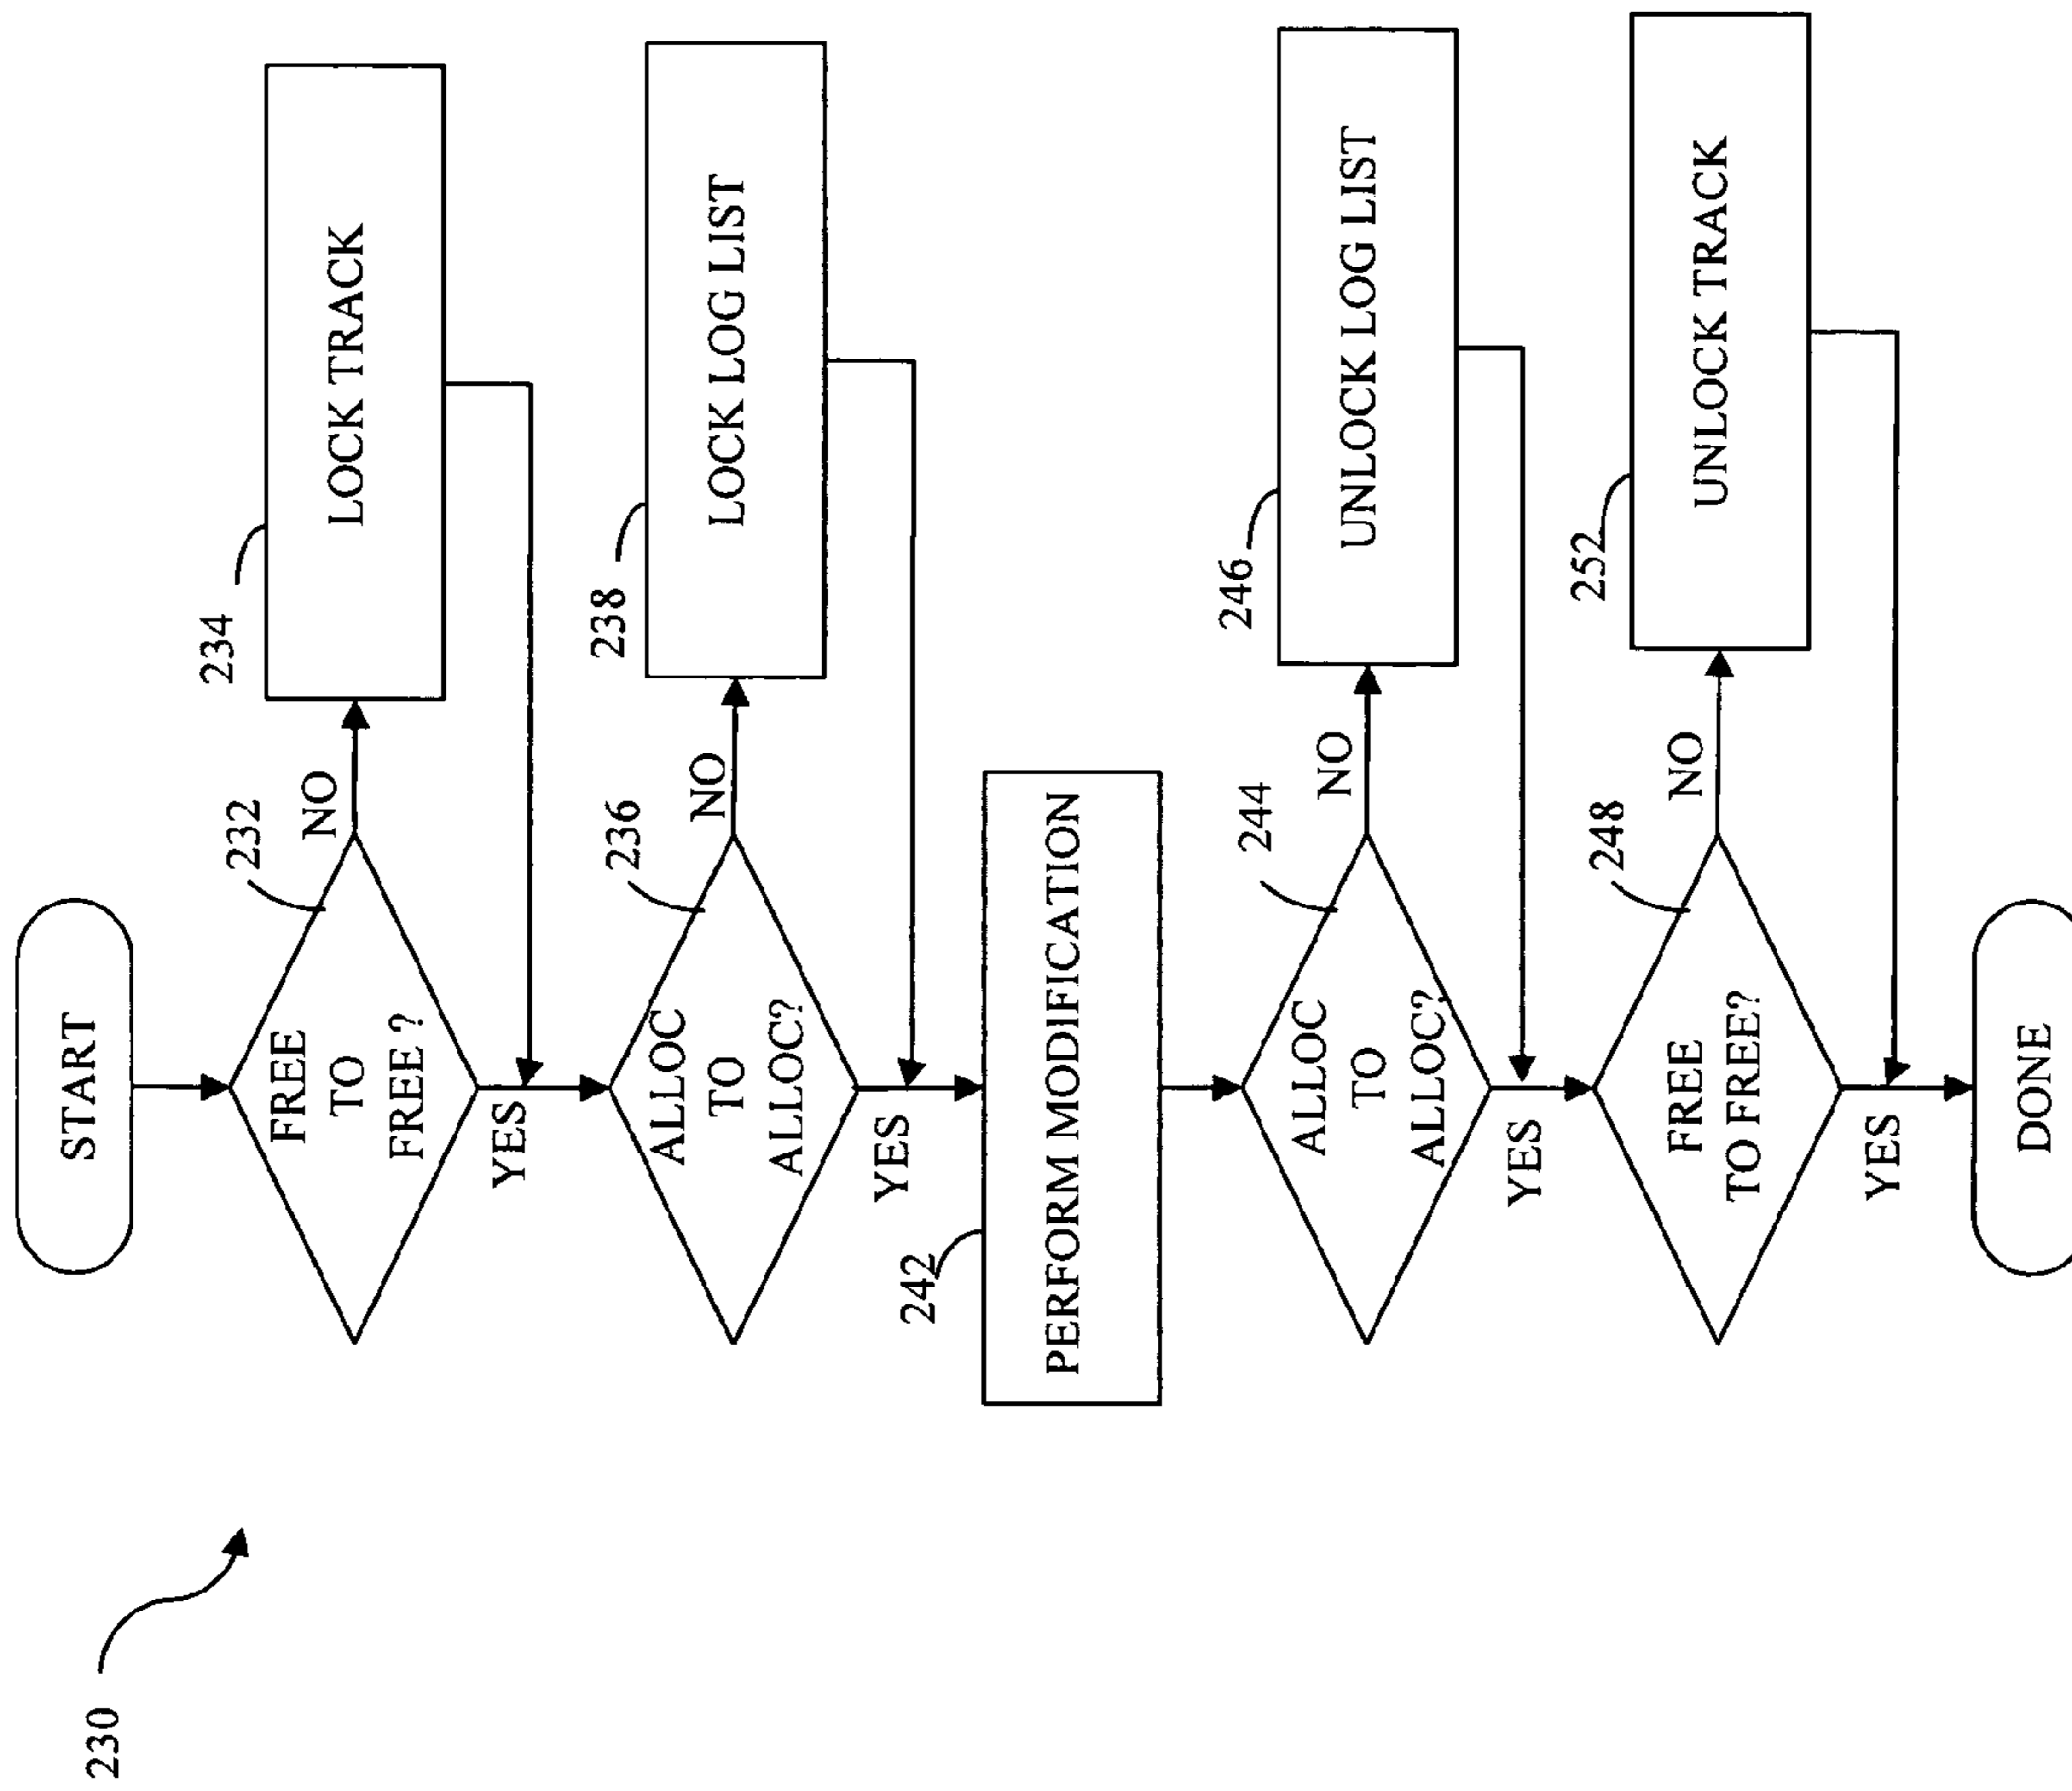 230
START
232
FREE
TO
FREE ?
NO
234
LOCK TRACK
YES
236
ALLOC
TO
ALLOC?
NO
238
LOCK LOG LIST
YES
242
PERFORM MODIFICATION
244
ALLOC
TO
ALLOC?
NO
246
UNLOCK LOG LIST
YES
248
FREE
TO FREE?
NO
252
UNLOCK TRACK
YES
DONE